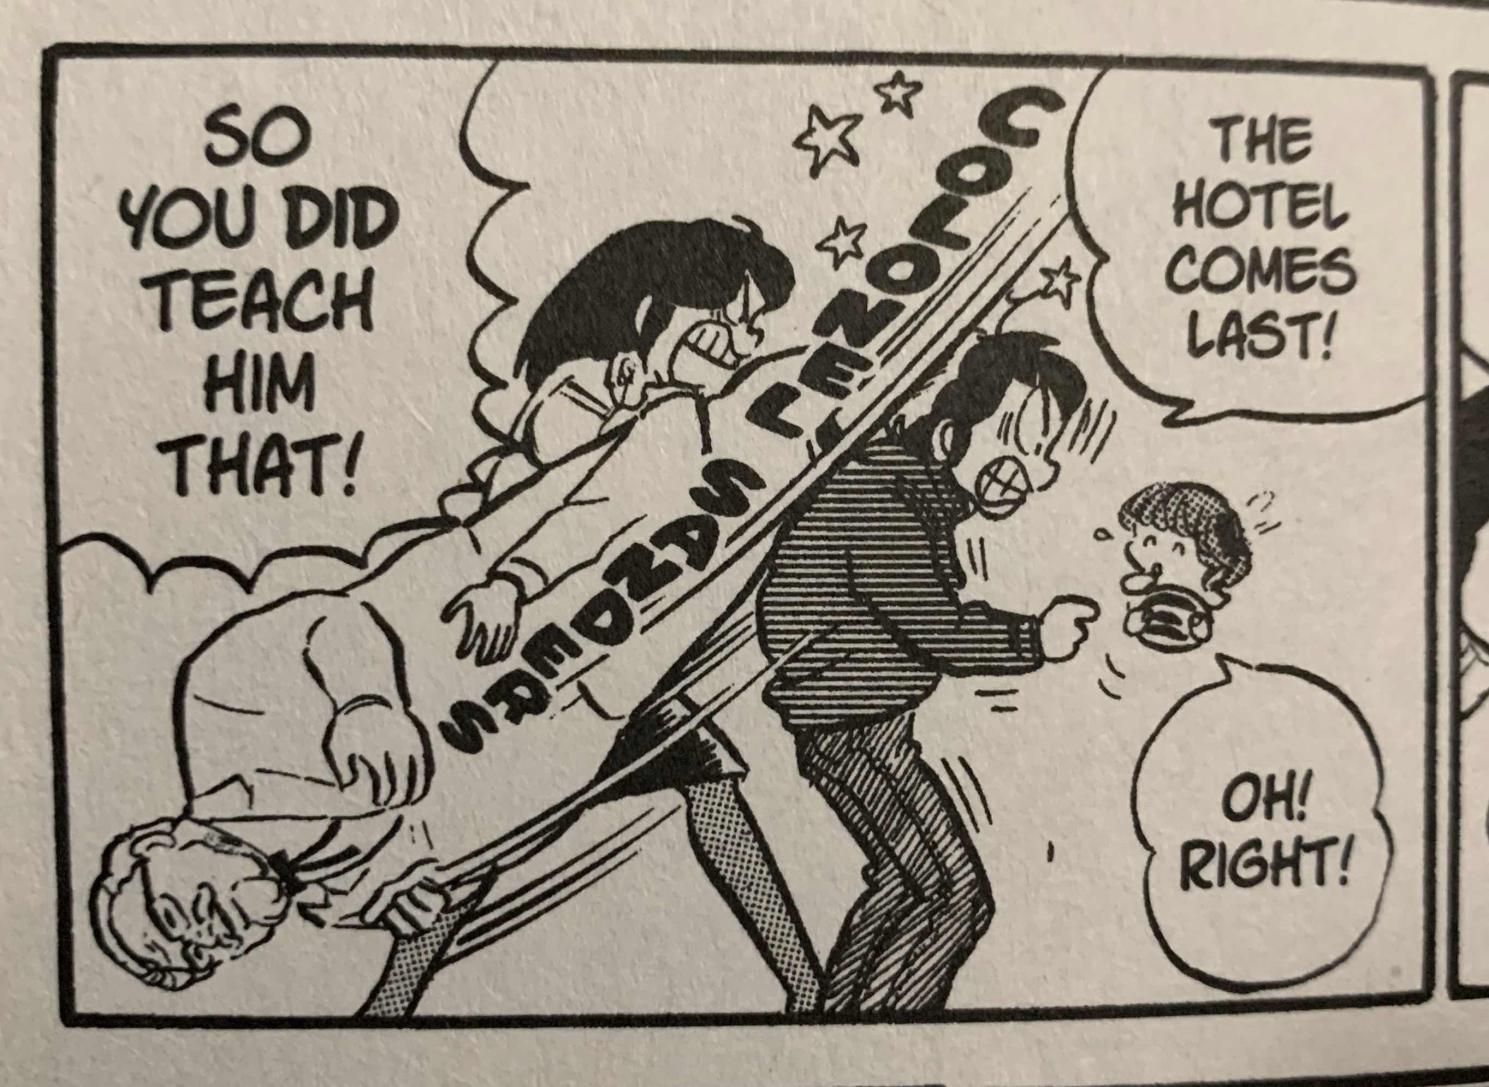 SO
YOU DID
TEACH
HIM
THAT!
COLONEL SANDERS
THE
HOTEL
COMES
LAST!
OH!
RIGHT!